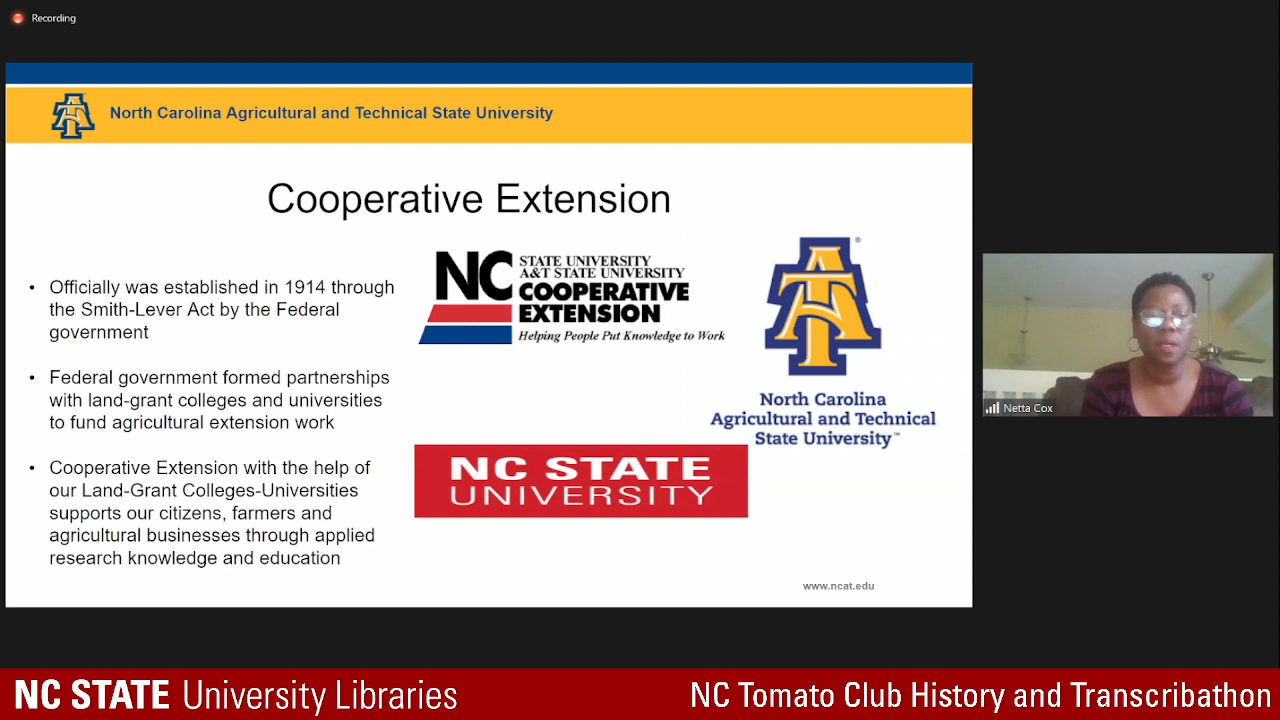 Recording
North Carolina Agricultural and Technical State University
Cooperative Extension
• Officially was established in 1914 through
the Smith-Lever Act by the Federal
government
• Federal government formed partnerships
with land-grant colleges and universities
to fund agricultural extension work
• Cooperative Extension with the help of
our Land-Grant Colleges-Universities
supports our citizens, farmers and
agricultural businesses through applied
research knowledge and education
NC
STATE UNIVERSITY
A&T STATE UNIVERSITY
COOPERATIVE
EXTENSION
Helping People Put Knowledge to Work
AT
®
North Carolina
Agricultural and Technical
State University™
NC STATE
UNIVERSITY
www.ncat.edu
Netta Cox
NC STATE University Libraries
NC Tomato Club History and Transcribathon